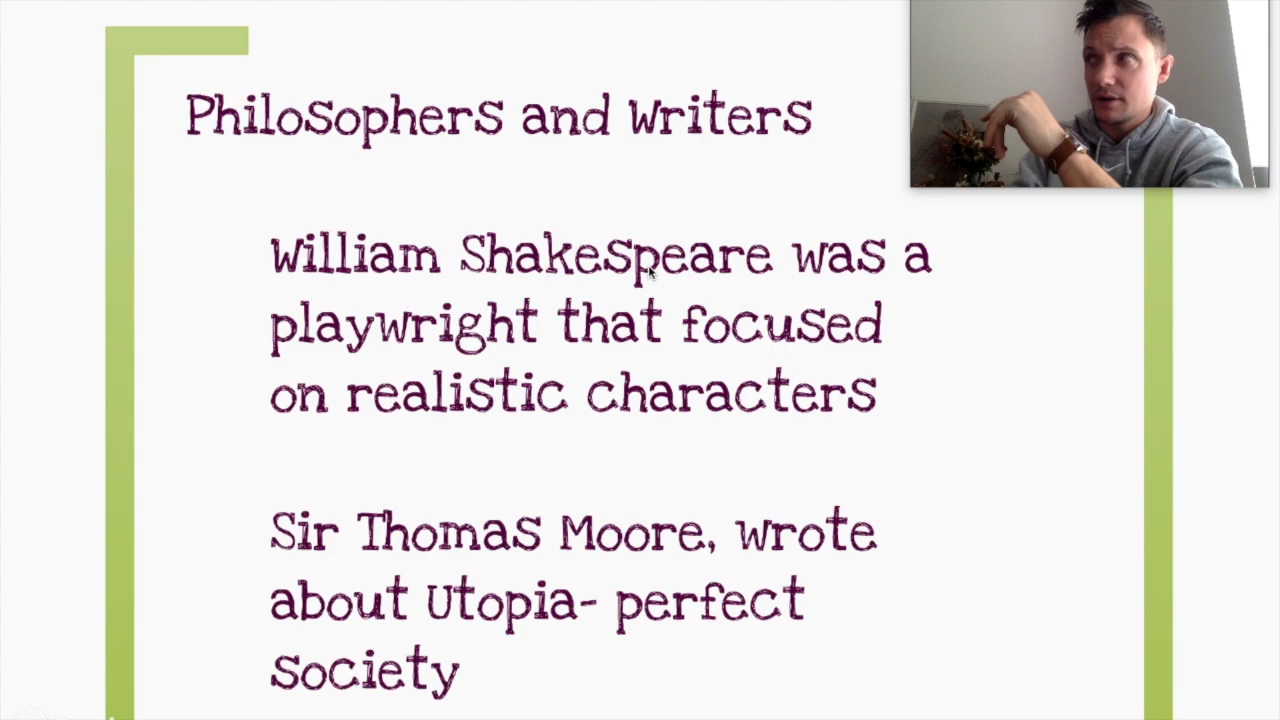 Philosophers and Writers
William Shakespeare was a
playwright that focused
on realistic characters
Sir Thomas Moore, wrote
about Utopia- perfect
society